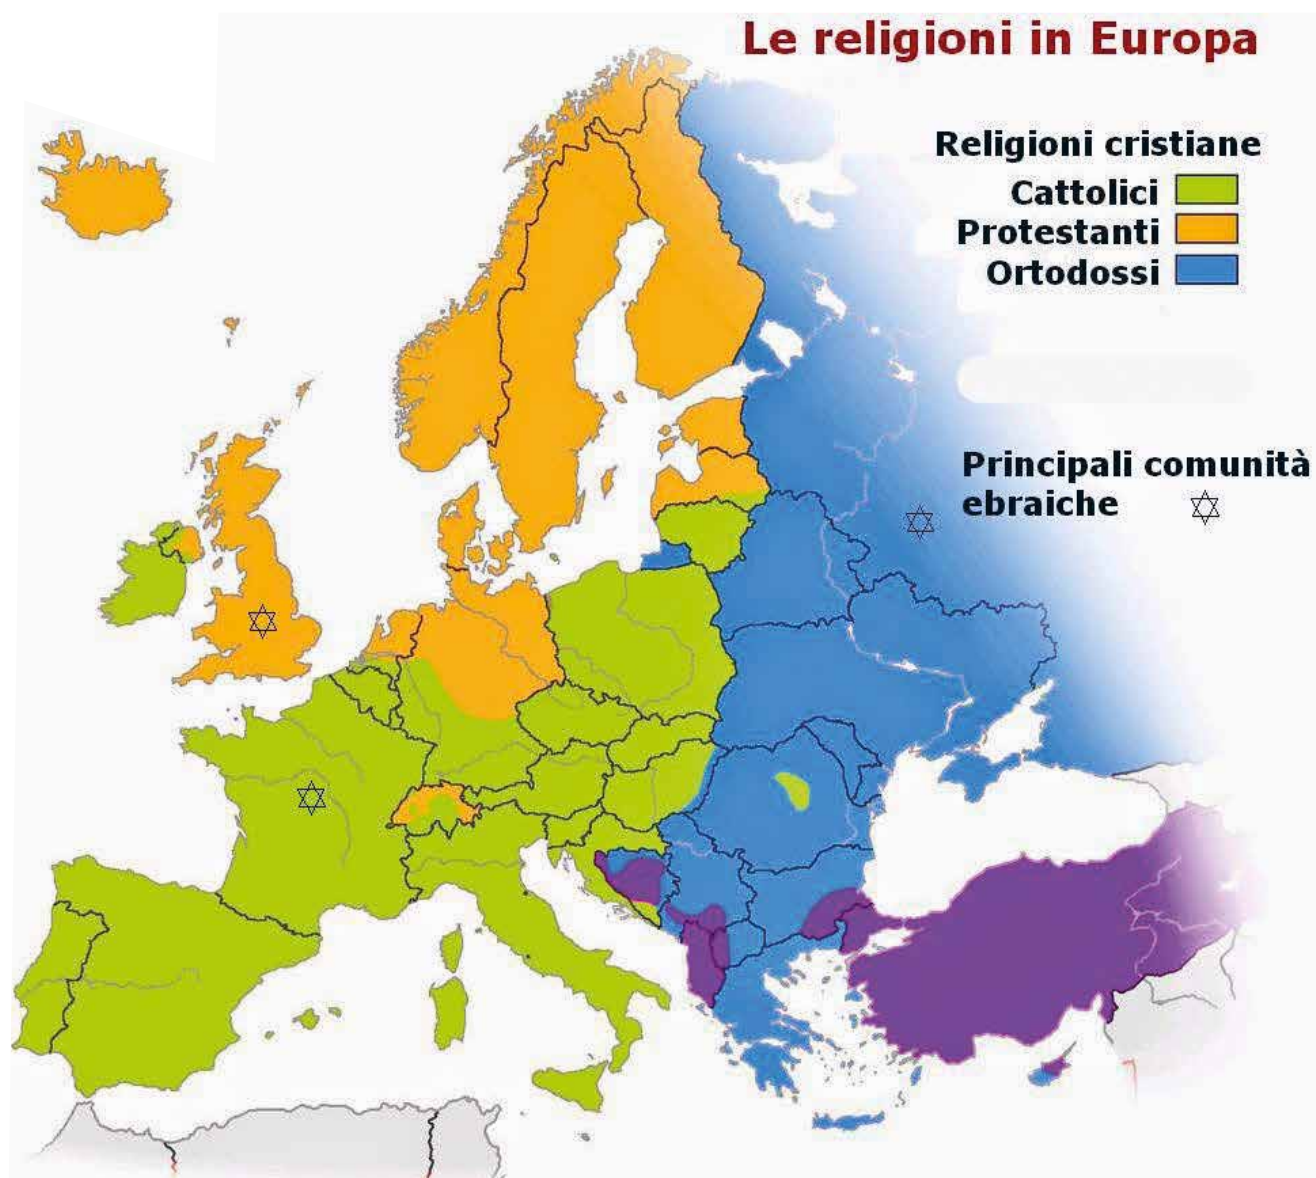 Le religioni in Europa
Religioni cristiane
Cattolici
Protestanti
Ortodossi
Principali comunità
ebraiche